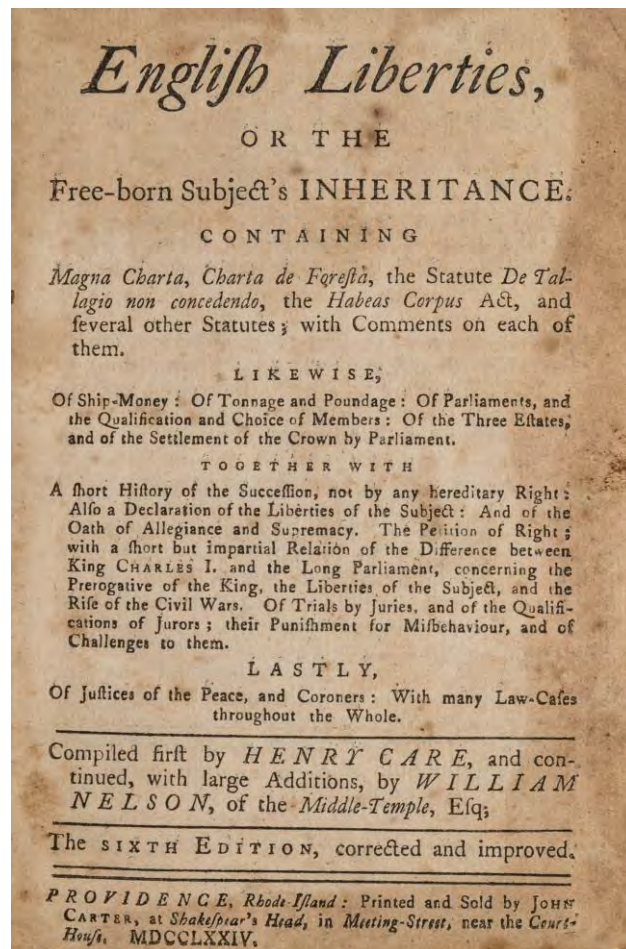 Engliſh Liberties,
OR THE
Free-born Subject's INHERITANCE.
CONTAINING
Magna Charta, Charta de Foreſta, the Statute De Tal-
lagio non concedendo, the Habeas Corpus Act, and
ſeveral other Statutes; with Comments on each of
them.
LIKEWISE,
Of Ship-Money: Of Tonnage and Poundage: Of Parliaments, and
the Qualification and Choice of Members: Of the Three Eſtates,
and of the Settlement of the Crown by Parliament.
TOGETHER WITH
A ſhort Hiſtory of the Succeſſion, not by any hereditary Right:
Alſo a Declaration of the Liberties of the Subject: And of the
Oath of Allegiance and Supremacy. The Petition of Right;
with a ſhort but impartial Relation of the Difference between
King CHARLES I. and the Long Parliament, concerning the
Prerogative of the King, the Liberties of the Subject, and the
Riſe of the Civil Wars. Of Trials by Juries, and of the Qualifi-
cations of Jurors; their Puniſhment for Miſbehaviour, and of
Challenges to them.
LASTLY,
Of Juſtices of the Peace, and Coroners: With many Law-Caſes
throughout the Whole.
Compiled firſt by HENRY CARE, and con-
tinued, with large Additions, by WILLIAM
NELSON, of the Middle-Temple, Eſq;
The SIXTH EDITION, corrected and improved.
PROVIDENCE, Rhode-Iſland: Printed and Sold by JOHN
CARTER, at Shakeſpear's Head, in Meeting-Street, near the Court-
Houſe. MDCCLXXIV.